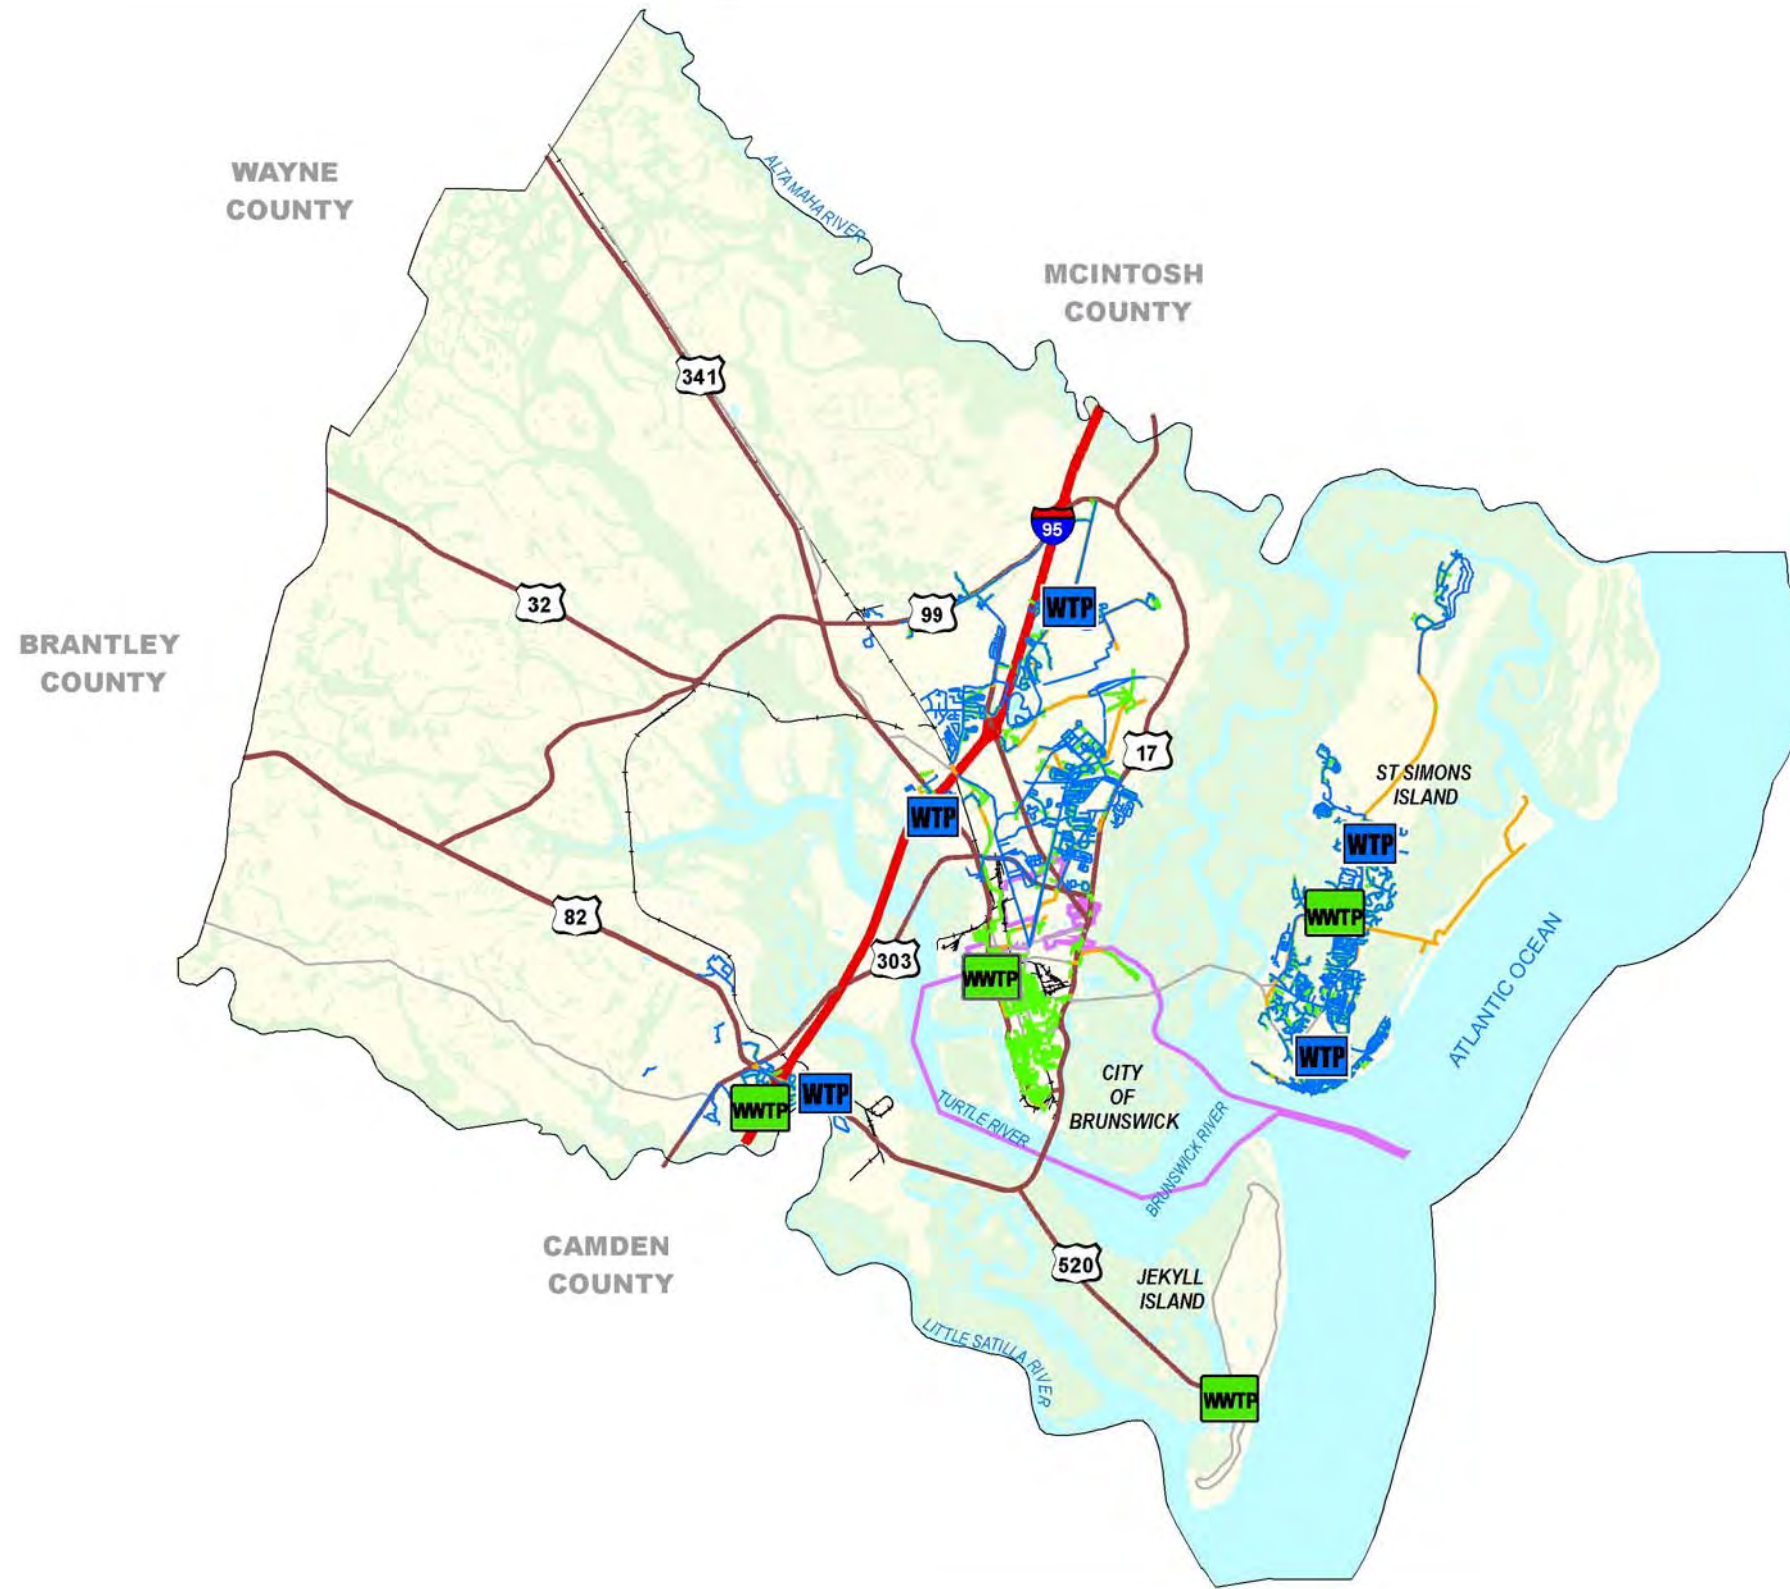 WAYNE
COUNTY
ALTAMAHA RIVER
MCINTOSH
COUNTY
341
95
32
99
WTP
BRANTLEY
COUNTY
17
ST SIMONS
ISLAND
WTP
WTP
82
WWTP
303
WWTP
ATLANTIC OCEAN
WTP
CITY
OF
BRUNSWICK
WWTP
WTP
TURTLE RIVER
BRUNSWICK RIVER
CAMDEN
COUNTY
520
JEKYLL
ISLAND
LITTLE SATILLA RIVER
WWTP